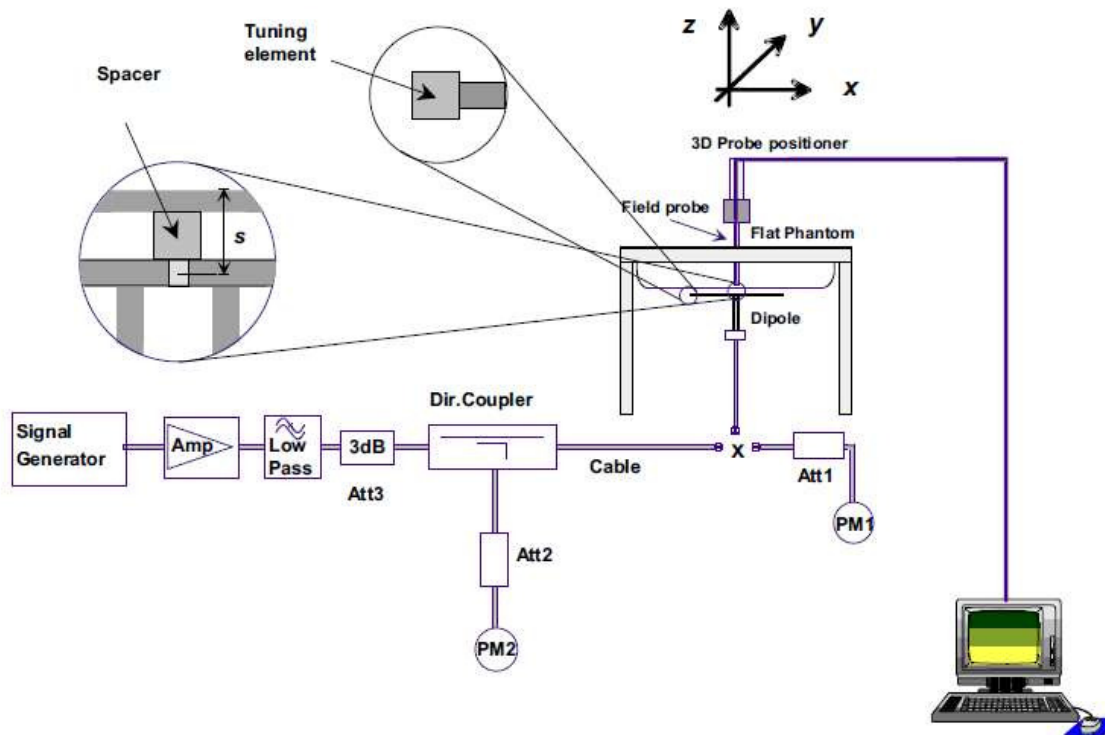 Tuning
element
Spacer
z
y
x
3D Probe positioner
s
Field probe
Flat Phantom
Dipole
Dir.Coupler
Signal
Generator
Amp
Low
Pass
3dB
Att3
Cable
X
Att1
PM1
Att2
PM2